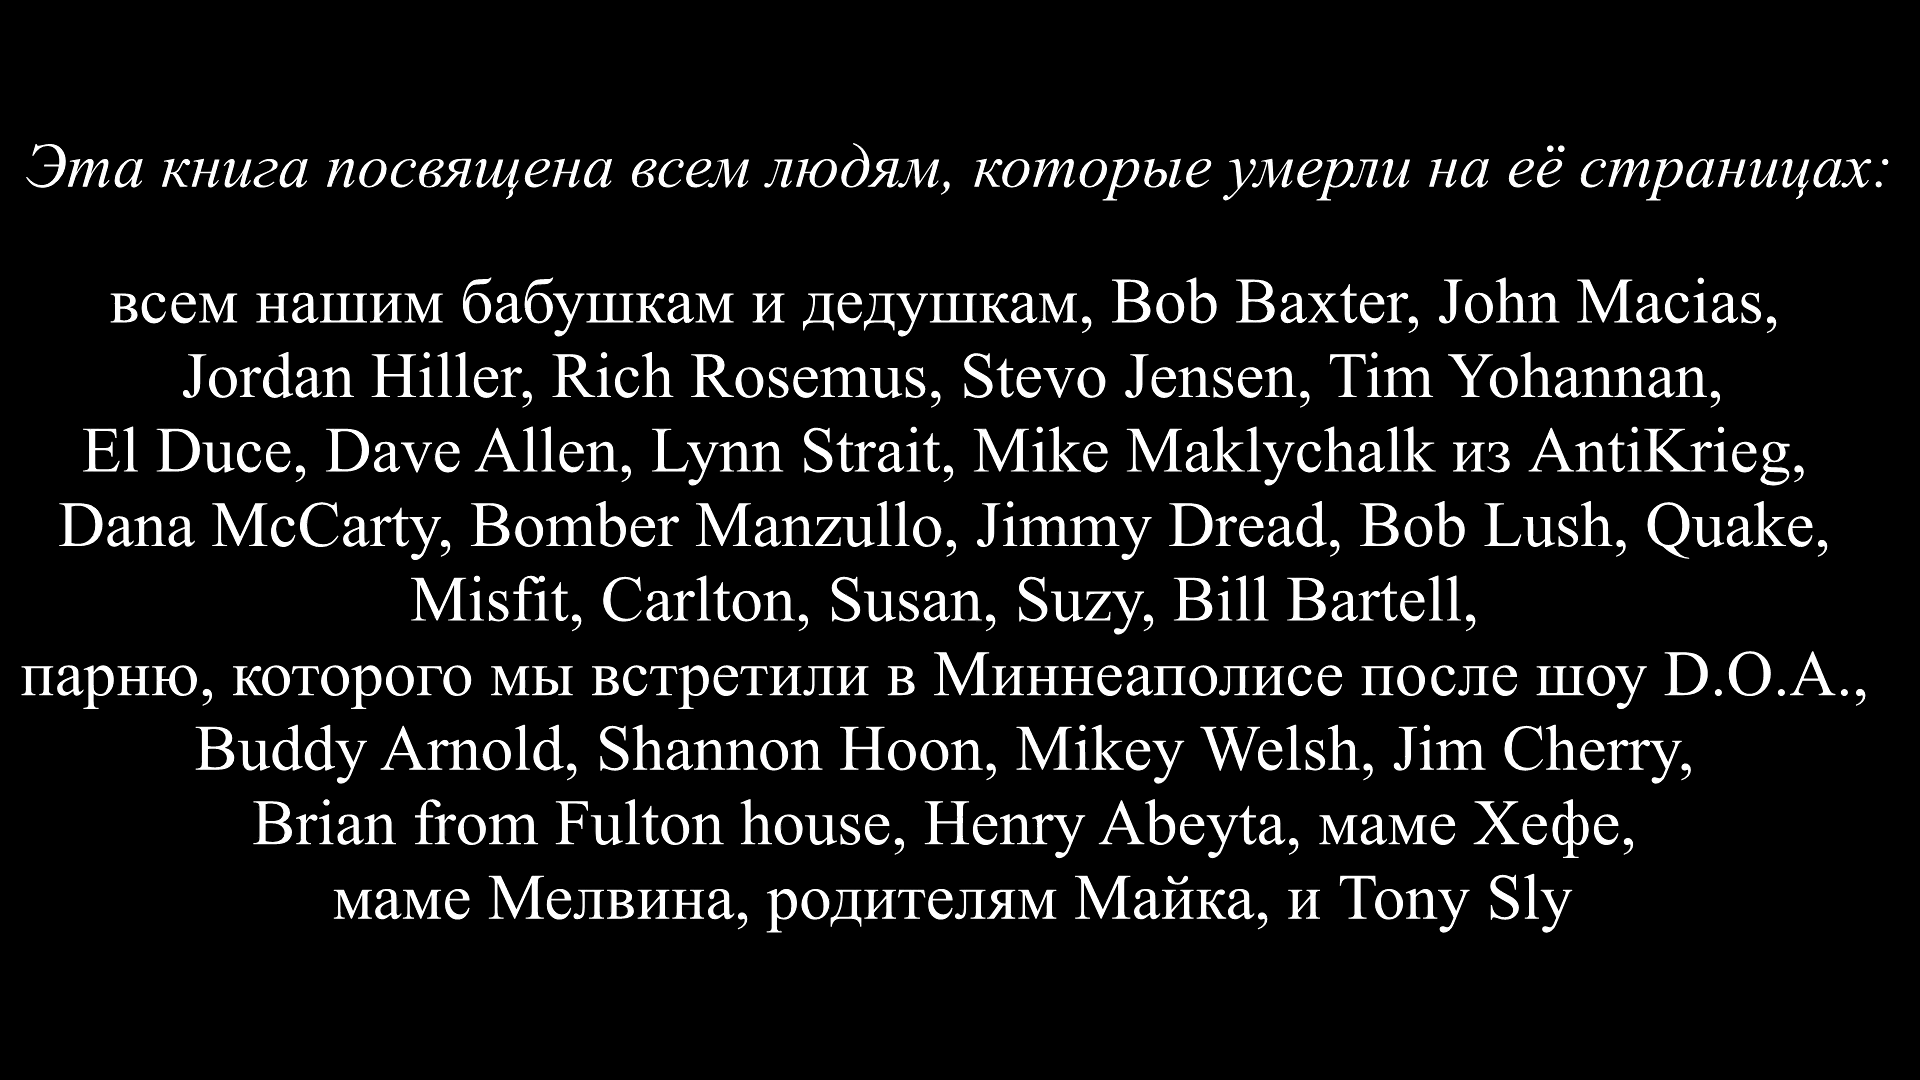 Эта книга посвящена всем людям, которые умерли на её страницах:
всем нашим бабушкам и дедушкам, Bob Baxter, John Macias,
Jordan Hiller, Rich Rosemus, Stevo Jensen, Tim Yohannan,
El Duce, Dave Allen, Lynn Strait, Mike Maklychalk из AntiKrieg,
Dana McCarty, Bomber Manzullo, Jimmy Dread, Bob Lush, Quake,
Misfit, Carlton, Susan, Suzy, Bill Bartell,
парню, которого мы встретили в Миннеаполисе после шоу D.O.A.,
Buddy Arnold, Shannon Hoon, Mikey Welsh, Jim Cherry,
Brian from Fulton house, Henry Abeyta, маме Хефе,
маме Мелвина, родителям Майка, и Tony Sly